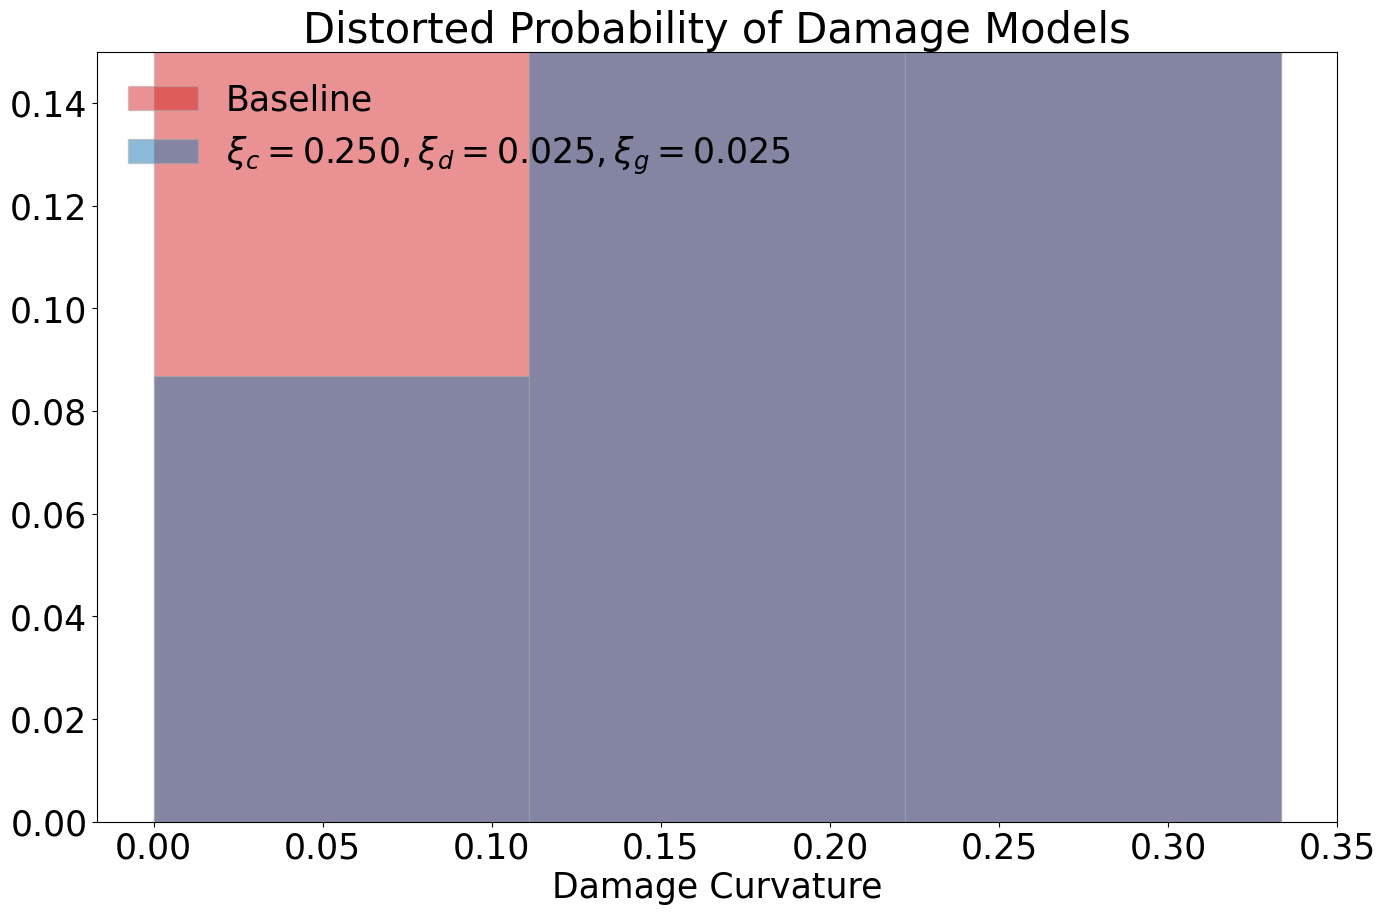 Distorted Probability of Damage Models
0.14
Baseline
ξc = 0.250, ξd = 0.025, ξg = 0.025
0.12
0.10
0.08
0.06
0.04
0.02
0.00
0.00 0.05 0.10 0.15 0.20 0.25 0.30 0.35
Damage Curvature